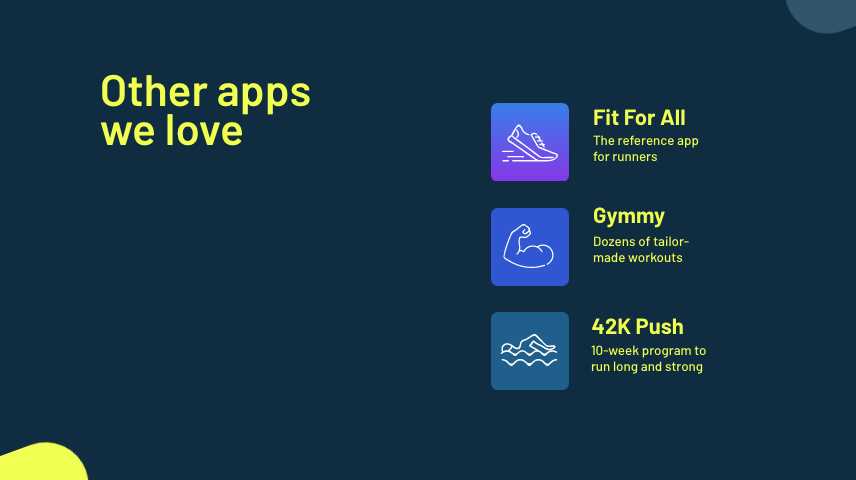 Other apps
we love
Fit For All
The reference app
for runners
Gymmy
Dozens of tailor-
made workouts
42K Push
10-week program to
run long and strong